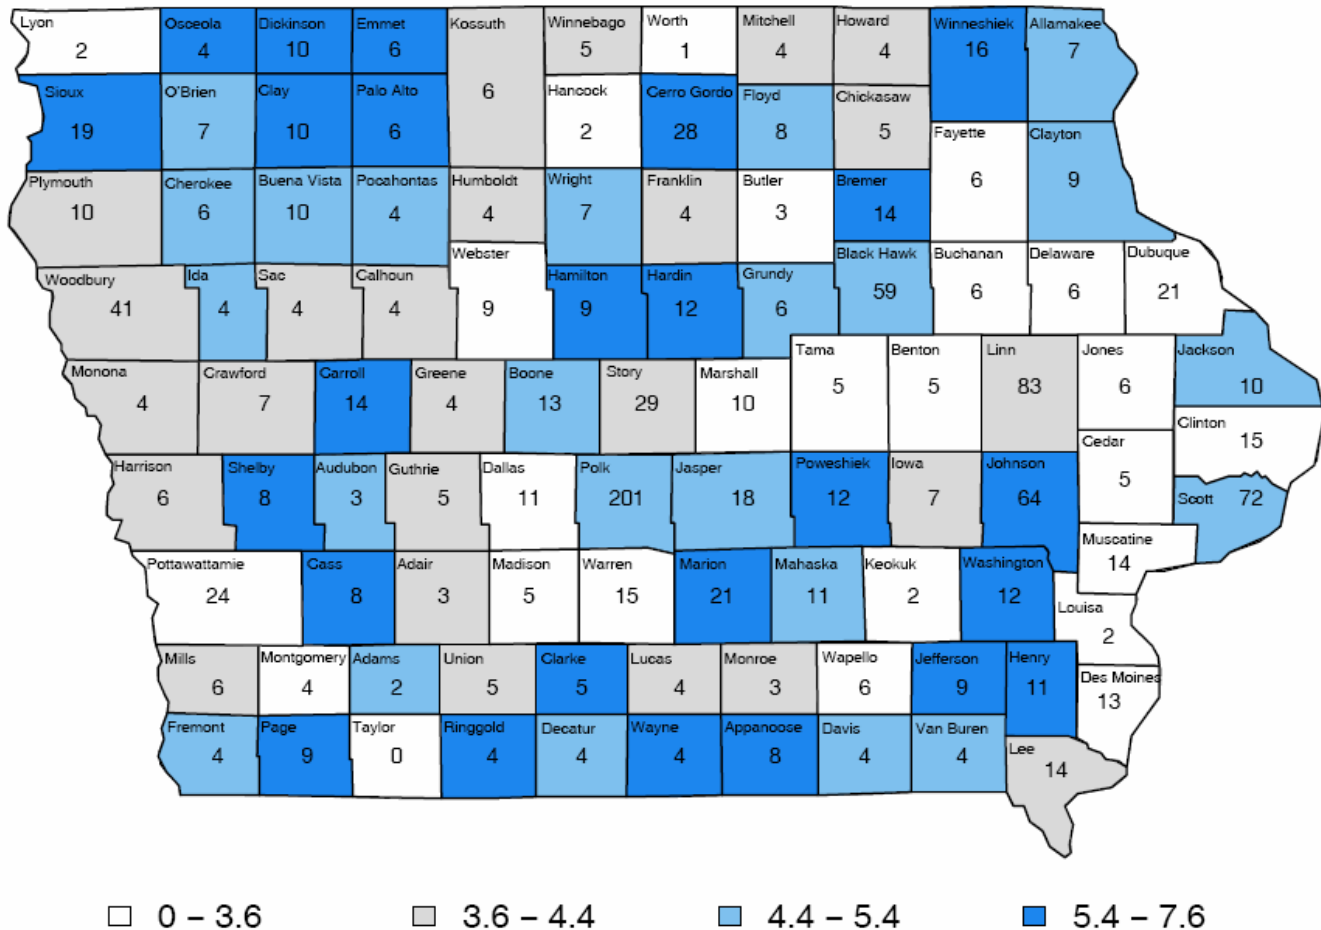 Lyon Osceola Dickinson Emmet Kossuth Winnebago Worth Mitchell Howard Winneshiek Allamakee
2 4 10 6 5 1 4 4 16 7
Sioux O'Brien Clay Palo Alto 6 Hancock Cerro Gordo Floyd Chickasaw
19 7 10 6 2 28 8 5 Fayette Clayton
Plymouth Cherokee Buena Vista Pocahontas Humboldt Wright Franklin Butler Bremer 6 9
10 6 10 4 4 7 4 3 14
Webster Black Hawk Buchanan Delaware Dubuque
Woodbury Ida Sac Calhoun Hamilton Hardin Grundy
41 4 4 4 9 9 12 6 59 6 6 21
Tama Benton Linn Jones Jackson
Monona Crawford Carroll Greene Boone Story Marshall 5 5 83 6 10
4 7 14 4 13 29 10
Clinton
15
Cedar
Harrison Shelby Audubon Guthrie Dallas Polk Jasper Poweshiek Iowa Johnson 5
6 8 3 5 11 201 18 12 7 64 Scott 72
Muscatine
14
Pottawattamie Cass Adair Madison Warren Marion Mahaska Keokuk Washington
24 8 3 5 15 21 11 2 12 Louisa
2
Mills Montgomery Adams Union Clarke Lucas Monroe Wapello Jefferson Henry Des Moines
6 4 2 5 5 4 3 6 9 11 13
Fremont Page Taylor Ringgold Decatur Wayne Appanoose Davis Van Buren Lee
4 9 0 4 4 4 8 4 4 14
0 – 3.6 3.6 – 4.4 4.4 – 5.4 5.4 – 7.6